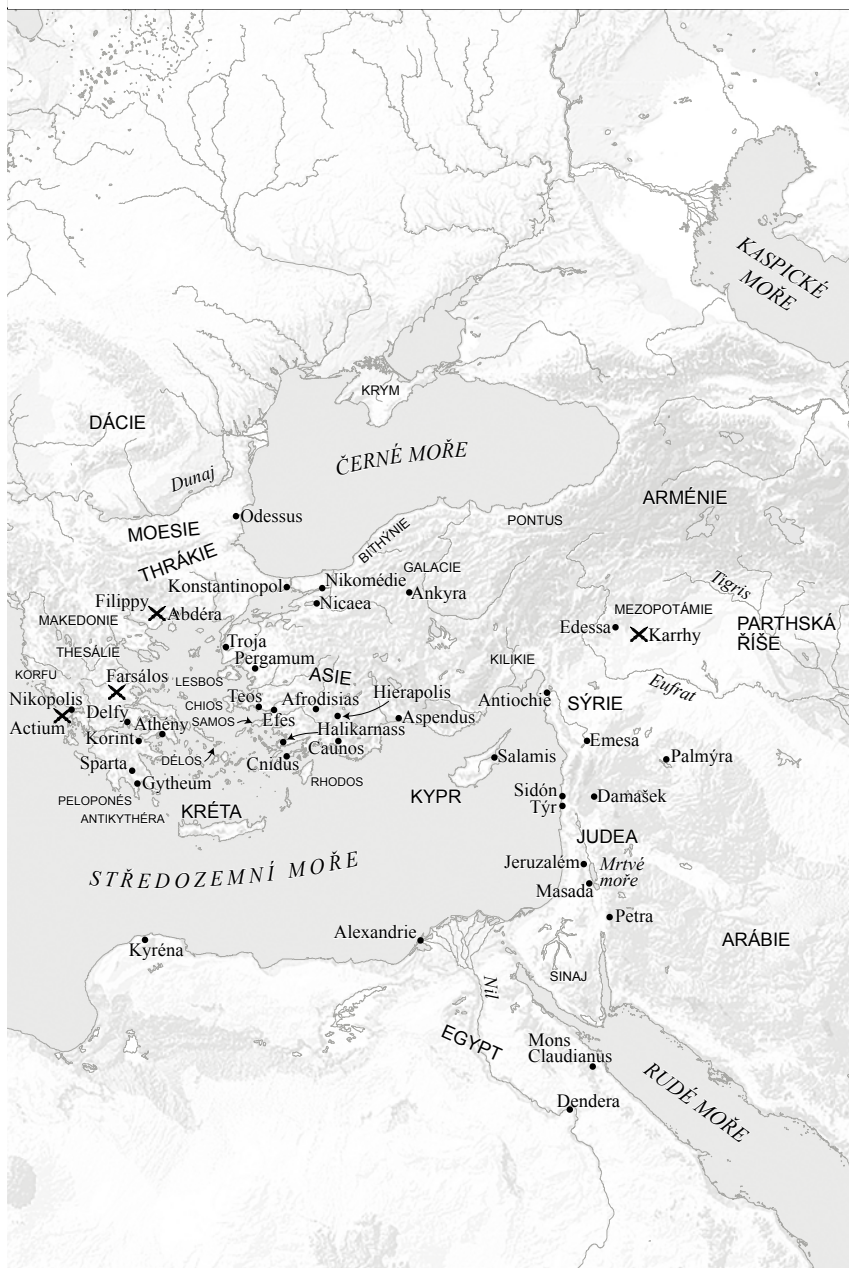 KASPICKÉ
MOŘE
KRYM
DÁCIE
ČERNÉ MOŘE
Dunaj
ARMÉNIE
Odessus
MOESIE
PONTUS
BITHÝNIE
THRÁKIE
GALACIE
Konstantinopol
Nikomédie
Tigris
Ankyra
Filippy
Nicaea
MEZOPOTÁMIE
Abdéra
MAKEDONIE
Edessa
Karrhy
PARTHSKÁ
ŘÍŠE
Troja
THESÁLIE
Pergamum
KILIKIE
KORFU
Farsálos
LESBOS
ASIE
Eufrat
Nikopolis
Teos
Afrodisias
Hierapolis
Antiochie
SÝRIE
CHIOS
Delfy
SAMOS
Efes
Aspendus
Actium
Athény
Halikarnass
Korint
Caunos
Emesa
DÉLOS
Cnidus
Salamis
Palmýra
Sparta
Gytheum
RHODOS
Sidón
PELOPONÉS
KYPR
Týr
Damašek
ANTIKYTHÉRA
KRÉTA
JUDEA
Jeruzalém
Mrtvé
moře
STŘEDOZEMNÍ MOŘE
Masada
Petra
Alexandrie
ARÁBIE
Kyréna
SINAJ
Nil
EGYPT
Mons
Claudianus
RUDÉ MOŘE
Dendera